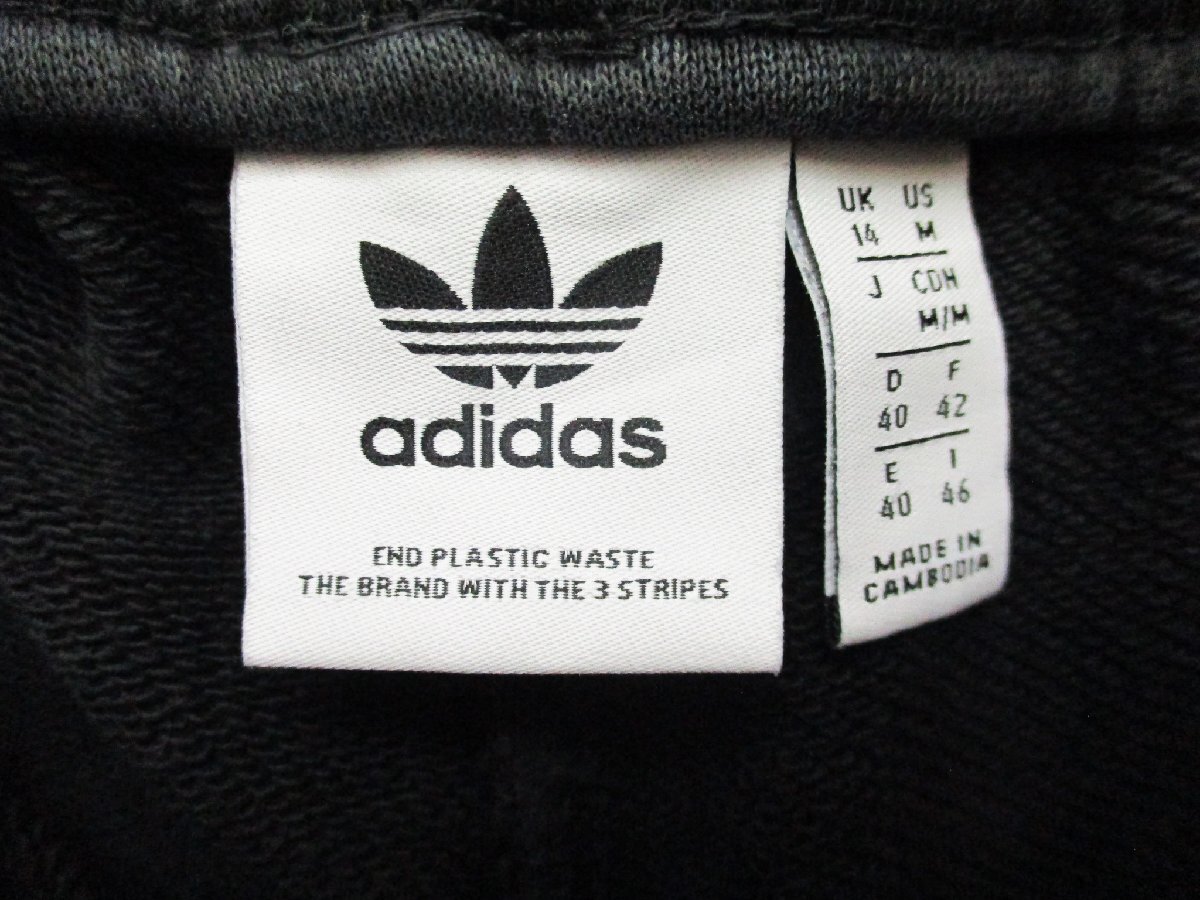 adidas
END PLASTIC WASTE
THE BRAND WITH THE 3 STRIPES
UK US
14 M
J CDN
M/M
D F
40 42
E I
40 46
MADE IN
CAMBODIA